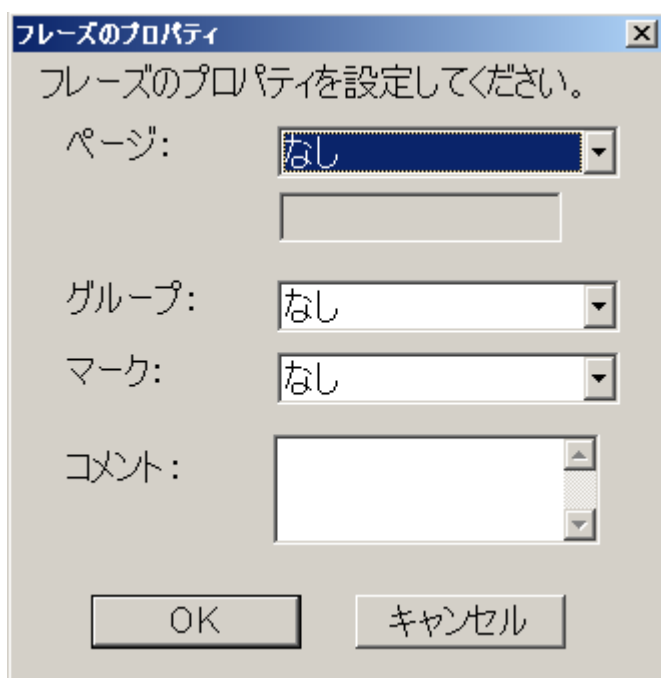 フレーズのプロパティ
フレーズのプロパティを設定してください。
ページ: なし
グループ: なし
マーク: なし
コメント:
OK キャンセル